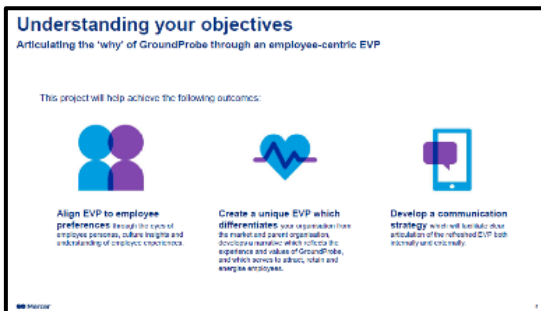 Understanding your objectives
Articulating the 'why' of GroundProbe through an employee-centric EVP
This project will help achieve the following outcomes:
Align EVP to employee
preferences through the eyes of
employee personas, culture insights and
understanding of employee experiences.
Create a unique EVP which
differentiates your organisation from
the market and parent organisation,
develops a narrative which reflects the
experience and values of GroundProbe,
and which serves to attract, retain and
energise employees.
Develop a communication
strategy which will facilitate clear
articulation of the refreshed EVP both
internally and externally.
Mercer